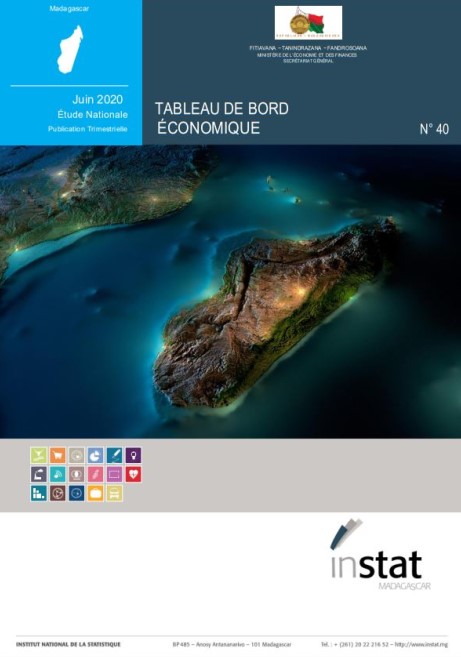 Madagascar
Juin 2020
Étude Nationale
Publication Trimestrielle
FITIAVANA – TANINDRAZANA – FANDROSOANA
MINISTÈRE DE L'ÉCONOMIE ET DES FINANCES
SECRÉTARIAT GÉNÉRAL
TABLEAU DE BORD
ÉCONOMIQUE
N° 40
instat
MADAGASCAR
INSTITUT NATIONAL DE LA STATISTIQUE
BP 485 – Anosy Antananarivo – 101 Madagascar
Tel. : + (261) 20 22 216 52 – http://www.instat.mg